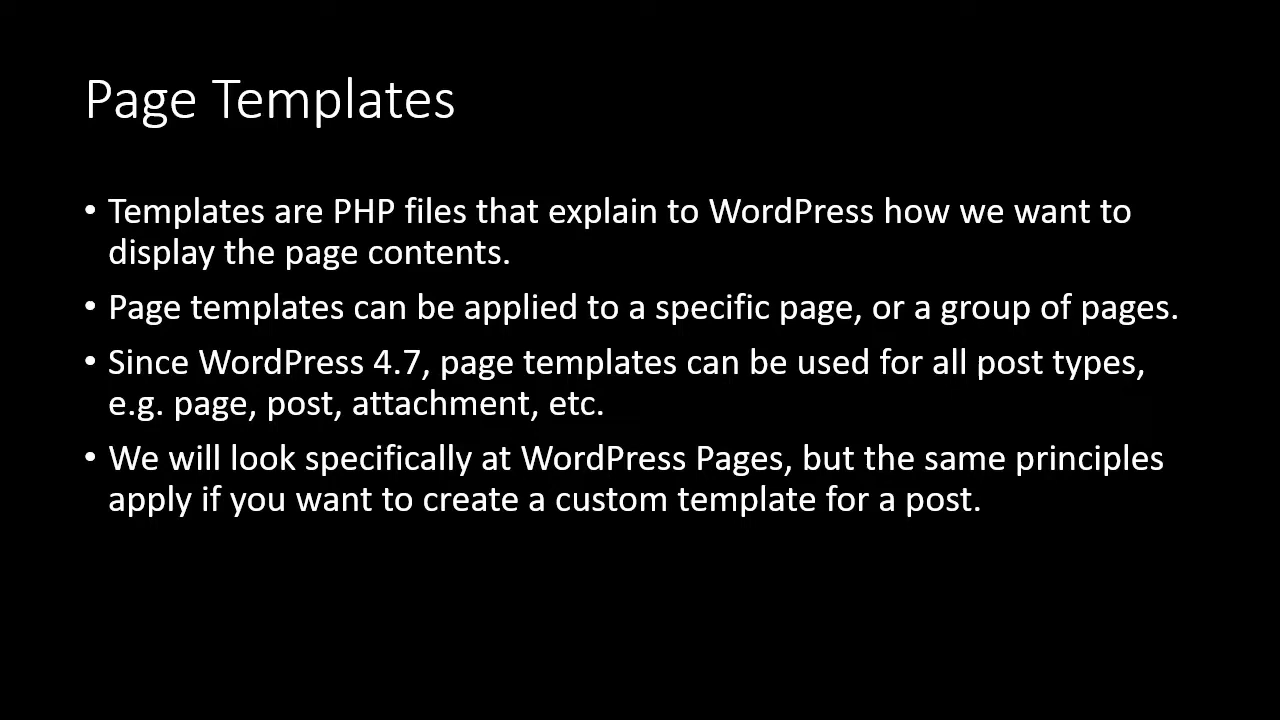 Page Templates
• Templates are PHP files that explain to WordPress how we want to
display the page contents.
• Page templates can be applied to a specific page, or a group of pages.
• Since WordPress 4.7, page templates can be used for all post types,
e.g. page, post, attachment, etc.
• We will look specifically at WordPress Pages, but the same principles
apply if you want to create a custom template for a post.